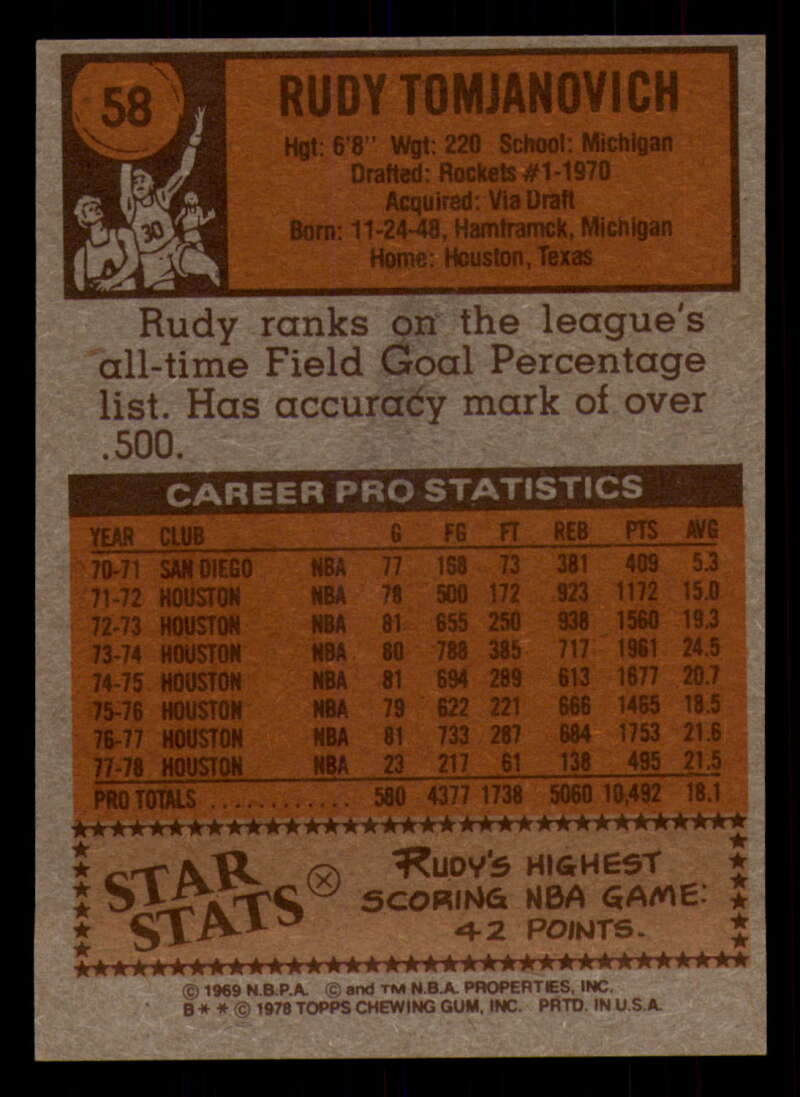 58
RUDY TOMJANOVICH
Hgt: 6'8" Wgt: 220 School: Michigan
Drafted: Rockets #1-1970
Acquired: Via Draft
Born: 11-24-48, Hamtramck, Michigan
Home: Houston, Texas
30
Rudy ranks on the league's
all-time Field Goal Percentage
list. Has accuracy mark of over
.500.
CAREER PRO STATISTICS
YEAR CLUB G FG FT REB PTS AVG
70-71 SAN DIEGO NBA 77 168 73 381 409 5.3
71-72 HOUSTON NBA 78 500 172 923 1172 15.0
72-73 HOUSTON NBA 81 655 250 938 1560 19.3
73-74 HOUSTON NBA 80 788 385 717 1961 24.5
74-75 HOUSTON NBA 81 694 289 613 1677 20.7
75-76 HOUSTON NBA 79 622 221 666 1465 18.5
76-77 HOUSTON NBA 81 733 287 684 1753 21.6
77-78 HOUSTON NBA 23 217 61 138 495 21.5
PRO TOTALS ............ 580 4377 1738 5060 10,492 18.1
STAR
STATS
RUDY'S HIGHEST
SCORING NBA GAME:
42 POINTS.
© 1969 N.B.P.A. © and TM N.B.A. PROPERTIES, INC.
B * * © 1978 TOPPS CHEWING GUM, INC. PRTD. IN U.S.A.